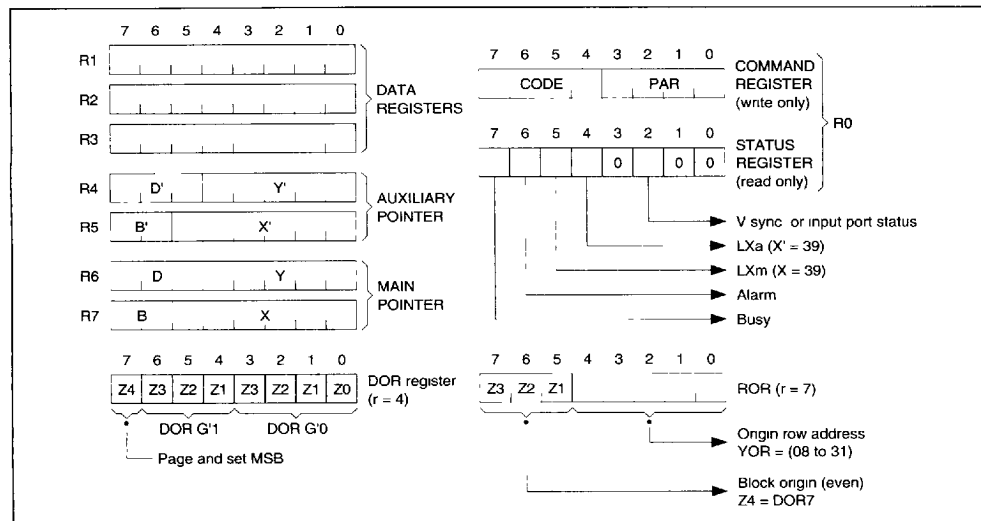 7 6 5 4 3 2 1 0
R1
R2
R3
DATA
REGISTERS
R4 D' Y'
R5 B' X'
AUXILIARY
POINTER
R6 D Y
R7 B X
MAIN
POINTER
7 6 5 4 3 2 1 0
Z4 Z3 Z2 Z1 Z3 Z2 Z1 Z0
DOR register
(r = 4)
DOR G'1 DOR G'0
Page and set MSB
7 6 5 4 3 2 1 0
CODE PAR
COMMAND
REGISTER
(write only)
7 6 5 4 3 2 1 0
0 0 0
STATUS
REGISTER
(read only)
R0
V sync or input port status
LXa (X' = 39)
LXm (X = 39)
Alarm
Busy
7 6 5 4 3 2 1 0
Z3 Z2 Z1
ROR (r = 7)
Origin row address
YOR = (08 to 31)
Block origin (even)
Z4 = DOR7